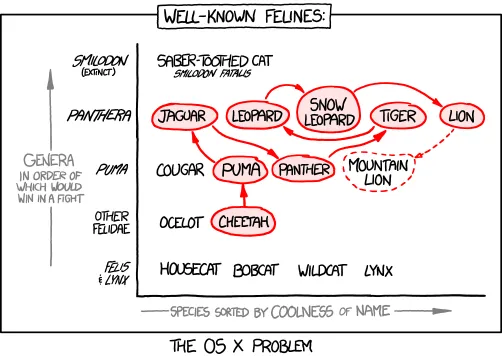 WELL-KNOWN FELINES:
SMILODON
(EXTINCT)
SABER-TOOTHED CAT
SMILODON FATALIS
PANTHERA
JAGUAR
LEOPARD
SNOW
LEOPARD
TIGER
LION
GENERA
IN ORDER OF
WHICH WOULD
WIN IN A FIGHT
PUMA
COUGAR
PUMA
PANTHER
MOUNTAIN
LION
OTHER
FELIDAE
OCELOT
CHEETAH
FELIS
& LYNX
HOUSECAT
BOBCAT
WILDCAT
LYNX
SPECIES SORTED BY COOLNESS OF NAME
THE OS X PROBLEM